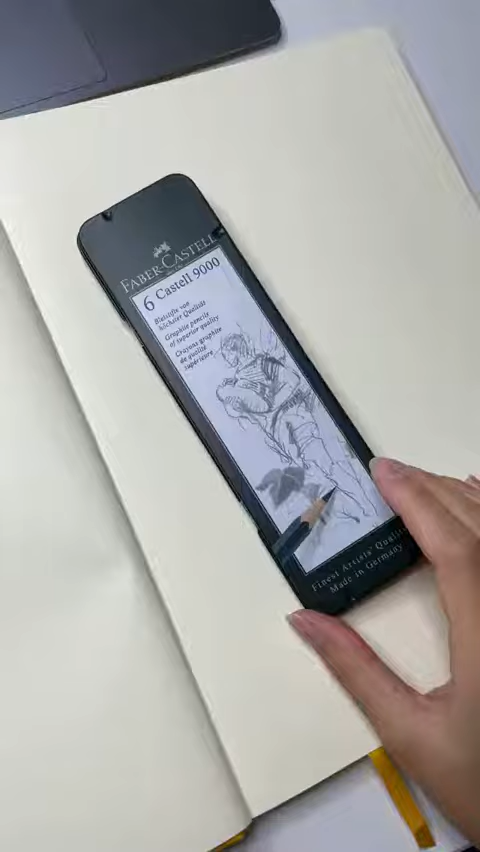 FABER-CASTELL
6 Castell 9000
Bleistifte von
höchster Qualität
Graphite pencils
of superior quality
Crayons graphite
de qualité
supérieure
Finest Artists' Quality
Made in Germany